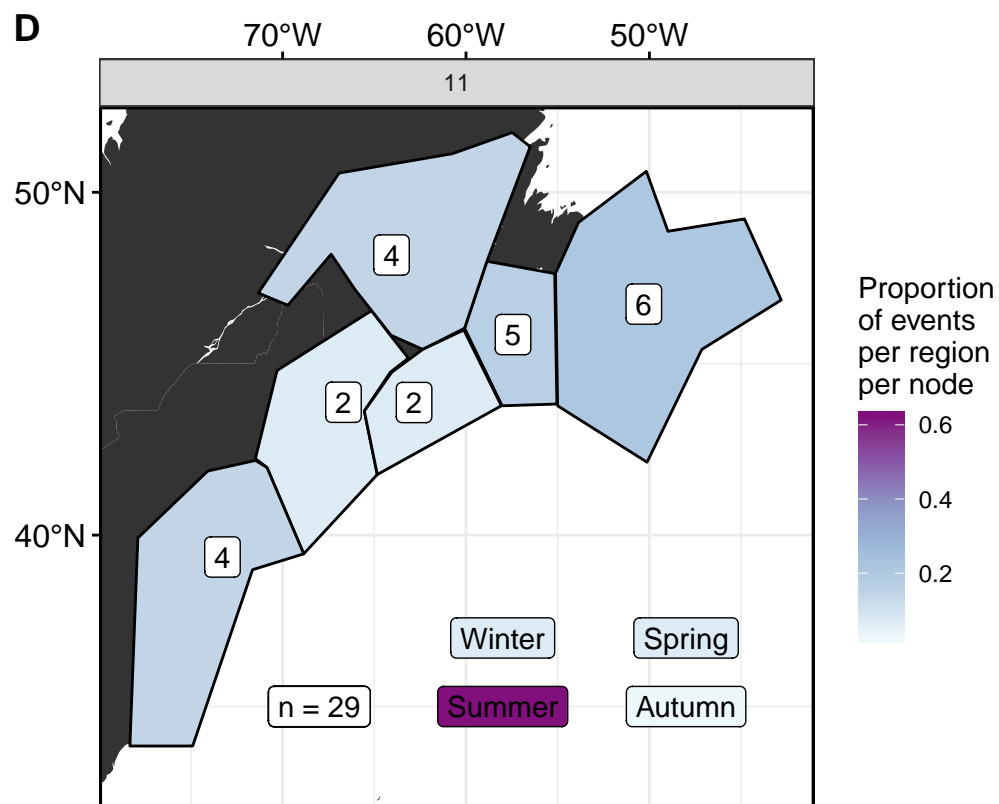 D
70°W 60°W 50°W
11
50°N
40°N
4
6
5
2
2
4
Winter
Spring
n = 29
Summer
Autumn
Proportion
of events
per region
per node
0.6
0.4
0.2